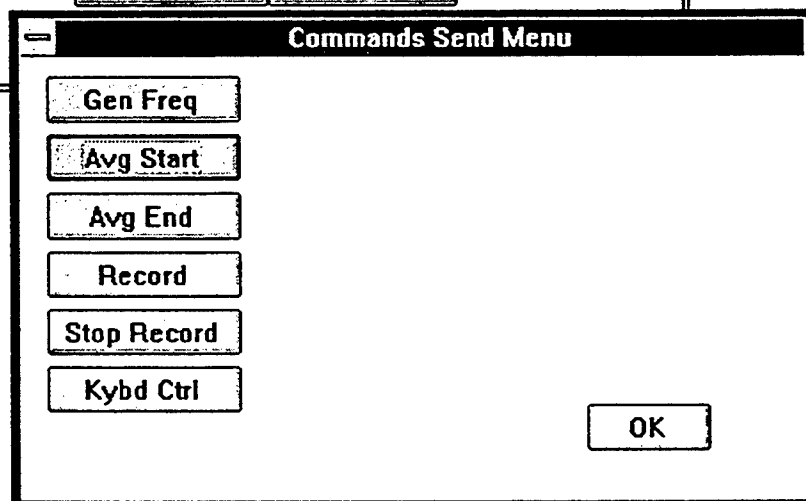 Commands Send Menu
Gen Freq
Avg Start
Avg End
Record
Stop Record
Kybd Ctrl
OK